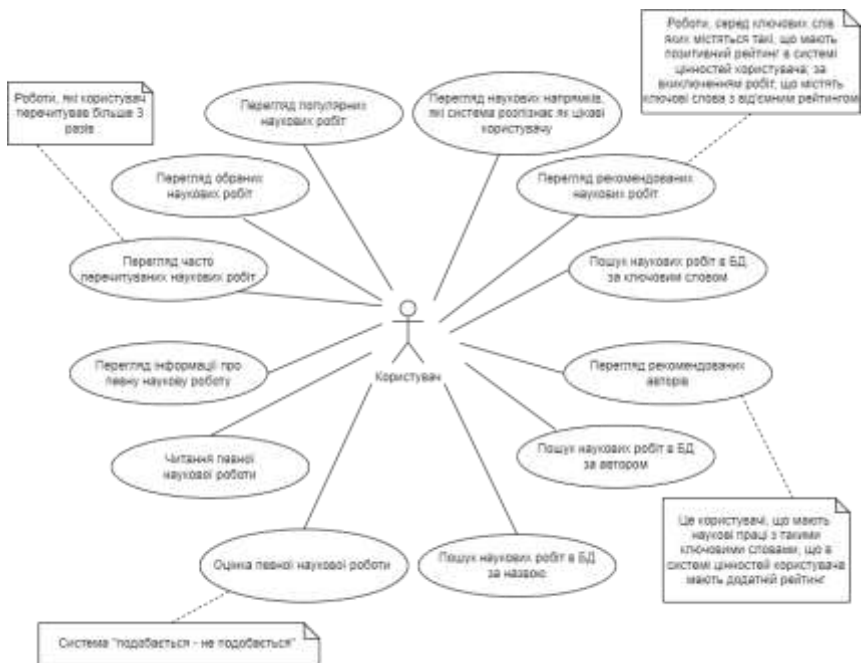 Роботи, серед ключових слів
яких містяться такі, що мають
позитивний рейтинг в системі
цінностей користувача; за
виключенням робіт, що містять
ключові слова з від'ємним рейтингом
Роботи, які користувач
перечитував більше 3
разів
Перегляд популярних
наукових робіт
Перегляд наукових напрямків,
які система розпізнає як цікаві
користувачу
Перегляд обраних
наукових робіт
Перегляд рекомендованих
наукових робіт
Перегляд часто
перечитуваних наукових робіт
Пошук наукових робіт в БД
за ключовим словом
Перегляд інформації про
певну наукову роботу
Користувач
Перегляд рекомендованих
авторів
Читання певної
наукової роботи
Пошук наукових робіт в БД
за автором
Оцінка певної наукової роботи
Пошук наукових робіт в БД
за назвою
Це користувачі, що мають
наукові праці з такими
ключовими словами, що в
системі цінностей користувача
мають додатній рейтинг
Система "подобається - не подобається"